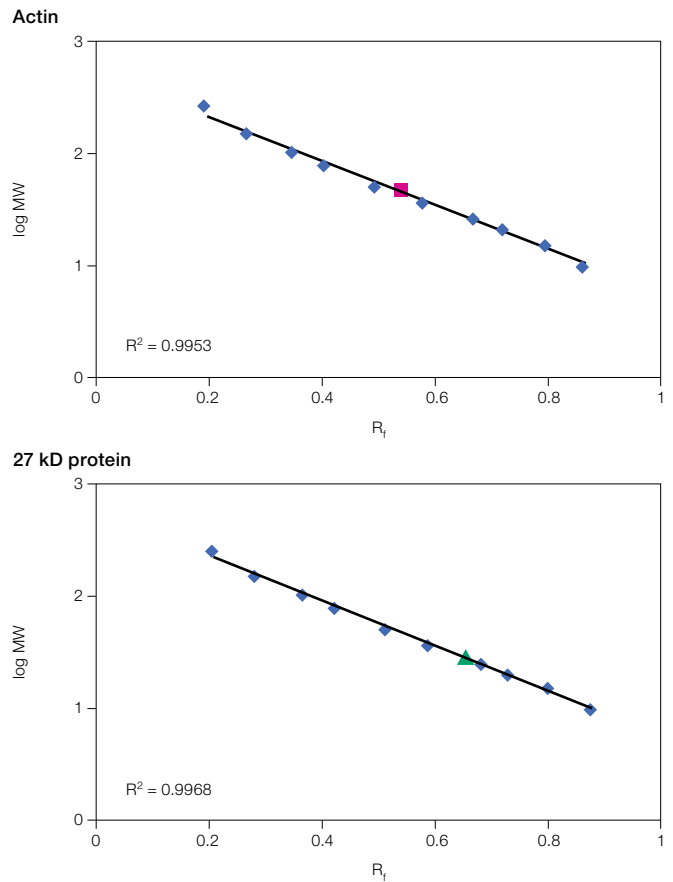 Actin
3
2
1
0
log MW
R² = 0.9953
0 0.2 0.4 0.6 0.8 1
Rf
27 kD protein
3
2
1
0
log MW
R² = 0.9968
0 0.2 0.4 0.6 0.8 1
Rf